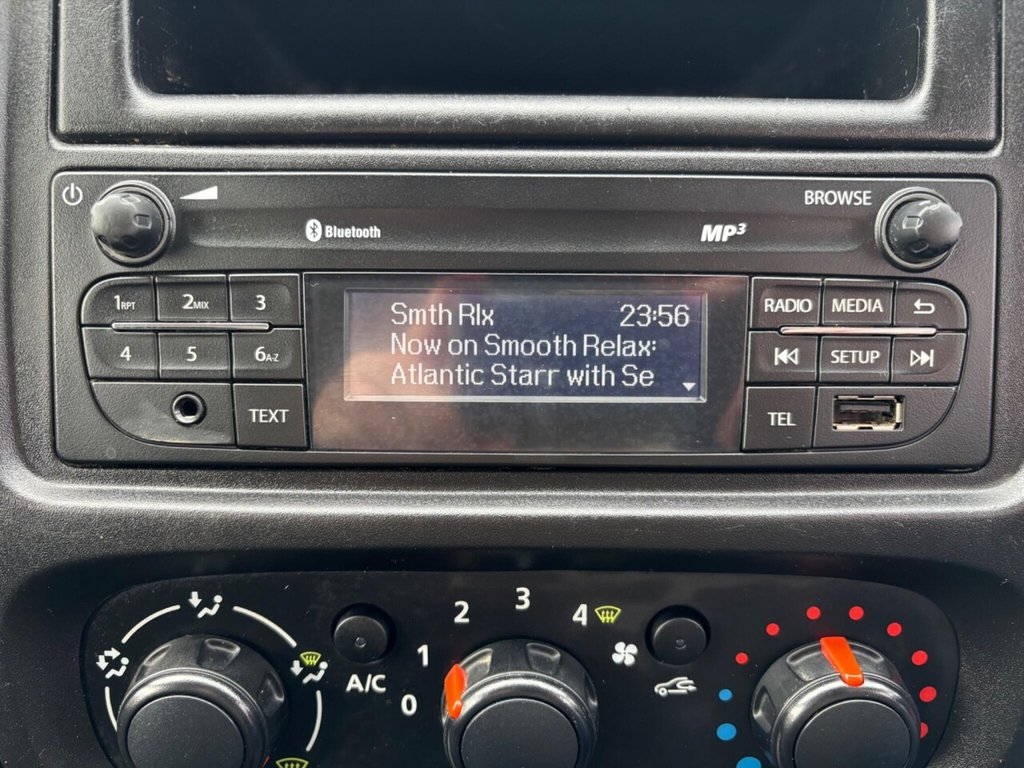 BROWSE
Bluetooth
MP3
1RPT
2MIX
3
4
5
6A-Z
TEXT
Smth Rlx 23:56
Now on Smooth Relax:
Atlantic Starr with Se
RADIO
MEDIA
SETUP
TEL
A/C
0
1
2
3
4